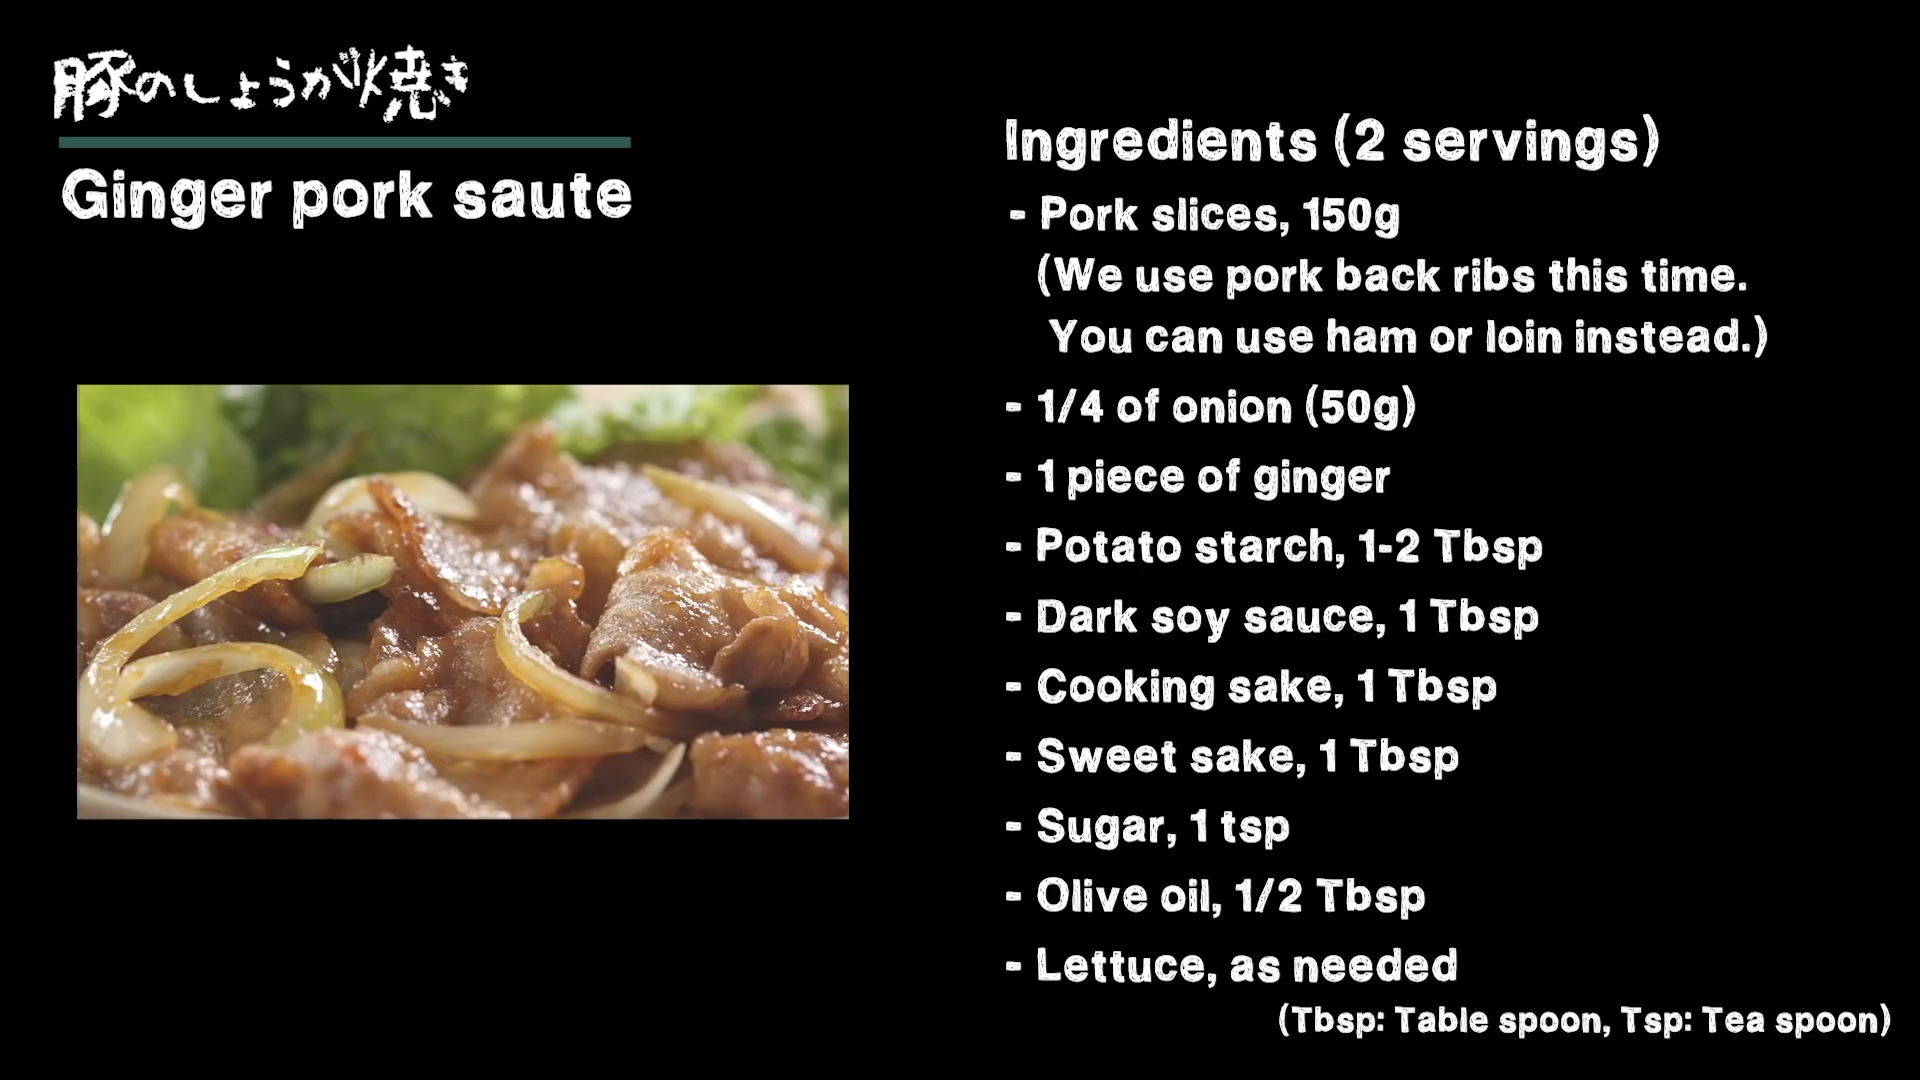 豚のしょうが焼き
Ginger pork saute
Ingredients (2 servings)
- Pork slices, 150g
(We use pork back ribs this time.
You can use ham or loin instead.)
- 1/4 of onion (50g)
- 1 piece of ginger
- Potato starch, 1-2 Tbsp
- Dark soy sauce, 1 Tbsp
- Cooking sake, 1 Tbsp
- Sweet sake, 1 Tbsp
- Sugar, 1 tsp
- Olive oil, 1/2 Tbsp
- Lettuce, as needed
(Tbsp: Table spoon, Tsp: Tea spoon)